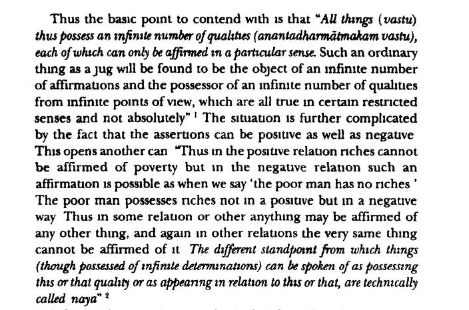 Thus the basic point to contend with is that "All things (vastu)
thus possess an infinite number of qualities (anantadharmātmakam vastu),
each of which can only be affirmed in a particular sense. Such an ordinary
thing as a jug will be found to be the object of an infinite number
of affirmations and the possessor of an infinite number of qualities
from infinite points of view, which are all true in certain restricted
senses and not absolutely" ¹ The situation is further complicated
by the fact that the assertions can be positive as well as negative
This opens another can "Thus in the positive relation riches cannot
be affirmed of poverty but in the negative relation such an
affirmation is possible as when we say 'the poor man has no riches '
The poor man possesses riches not in a positive but in a negative
way Thus in some relation or other anything may be affirmed of
any other thing, and again in other relations the very same thing
cannot be affirmed of it The different standpoint from which things
(though possessed of infinite determinations) can be spoken of as possessing
this or that quality or as appearing in relation to this or that, are technically
called naya" ²